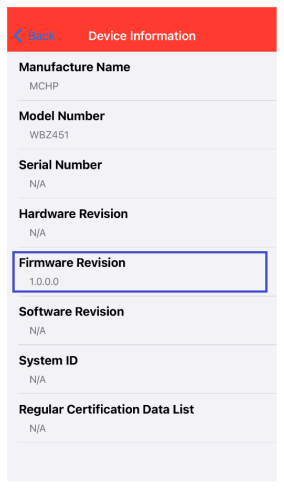 Back Device Information
Manufacture Name
MCHP
Model Number
WBZ451
Serial Number
N/A
Hardware Revision
N/A
Firmware Revision
1.0.0.0
Software Revision
N/A
System ID
N/A
Regular Certification Data List
N/A